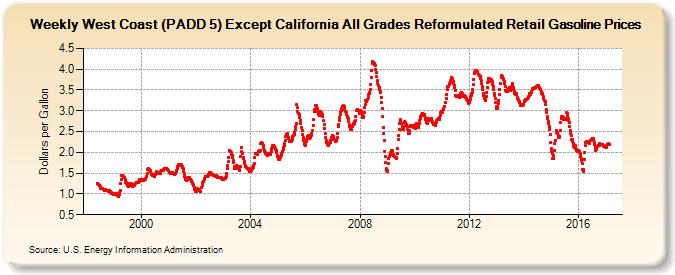 Weekly West Coast (PADD 5) Except California All Grades Reformulated Retail Gasoline Prices
Dollars per Gallon
4.5
4.0
3.5
3.0
2.5
2.0
1.5
1.0
0.5
2000 2004 2008 2012 2016
Source: U.S. Energy Information Administration